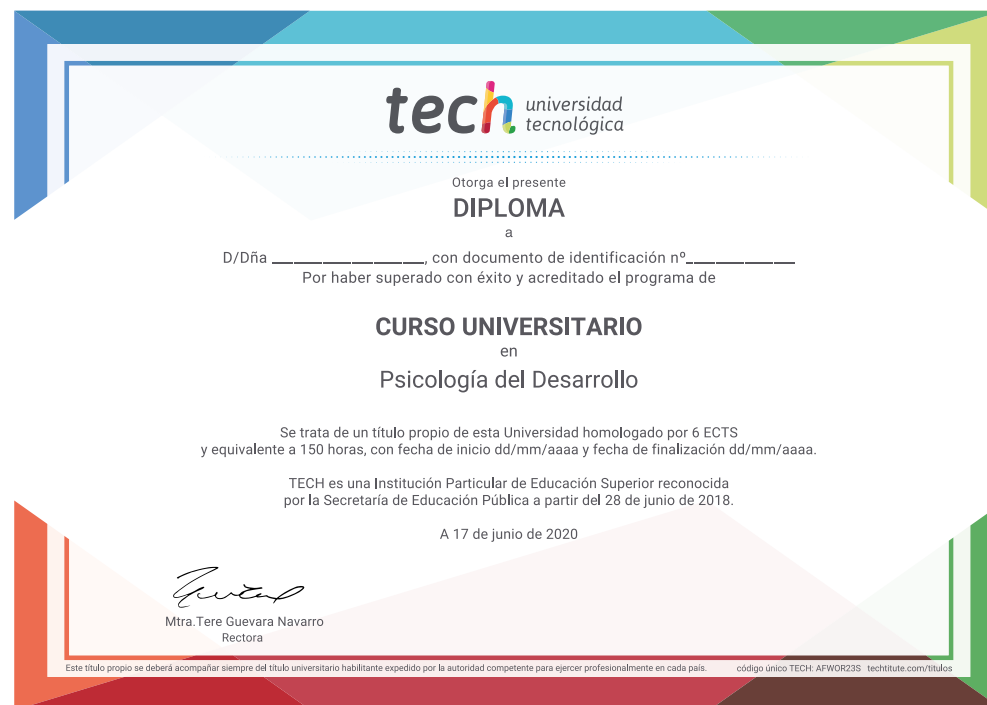 tech universidad
tecnológica
Otorga el presente
DIPLOMA
a
D/Dña ______________, con documento de identificación nº__________
Por haber superado con éxito y acreditado el programa de
CURSO UNIVERSITARIO
en
Psicología del Desarrollo
Se trata de un título propio de esta Universidad homologado por 6 ECTS
y equivalente a 150 horas, con fecha de inicio dd/mm/aaaa y fecha de finalización dd/mm/aaaa.
TECH es una Institución Particular de Educación Superior reconocida
por la Secretaría de Educación Pública a partir del 28 de junio de 2018.
A 17 de junio de 2020
Mtra.Tere Guevara Navarro
Rectora
Este título propio se deberá acompañar siempre del título universitario habilitante expedido por la autoridad competente para ejercer profesionalmente en cada país. código único TECH: AFWOR23S techtitute.com/titulos